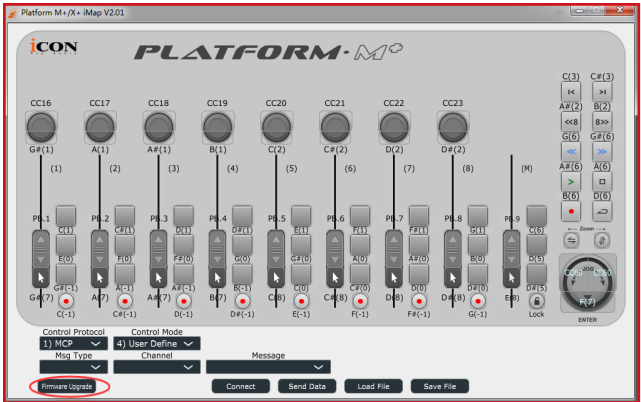 Platform M+/X+ iMap V2.01
iCON
PRO AUDIO
PLATFORM·M+
C(3) C#(3)
A#(2) B(2)
<<8 8>>
G(6) G#(6)
A#(6) A(6)
B(6) D(6)
Zoom
CC60 CC60
F(7)
ENTER
CC16 CC17 CC18 CC19 CC20 CC21 CC22 CC23
G#(1) A(1) A#(1) B(1) C(2) C#(2) D(2) D#(2)
(1) (2) (3) (4) (5) (6) (7) (8) (M)
PB.1 PB.2 PB.3 PB.4 PB.5 PB.6 PB.7 PB.8 PB.9
C(1) C#(1) D(1) D#(1) E(1) F(1) F#(1) G(1) C(6)
E(0) F(0) F#(0) G(0) G#(0) A(0) A#(0) B(0) D(5)
G#(-1) A(-1) A#(-1) B(-1) C(0) C#(0) D(0) D#(0) D#(5)
G#(7) A(7) A#(7) B(7) C(8) C#(8) D(8) D#(8) E(8)
C(-1) C#(-1) D(-1) D#(-1) E(-1) F(-1) F#(-1) G(-1) Lock
Control Protocol Control Mode
1) MCP 4) User Define
Msg Type Channel Message
Firmware Upgrade Connect Send Data Load File Save File